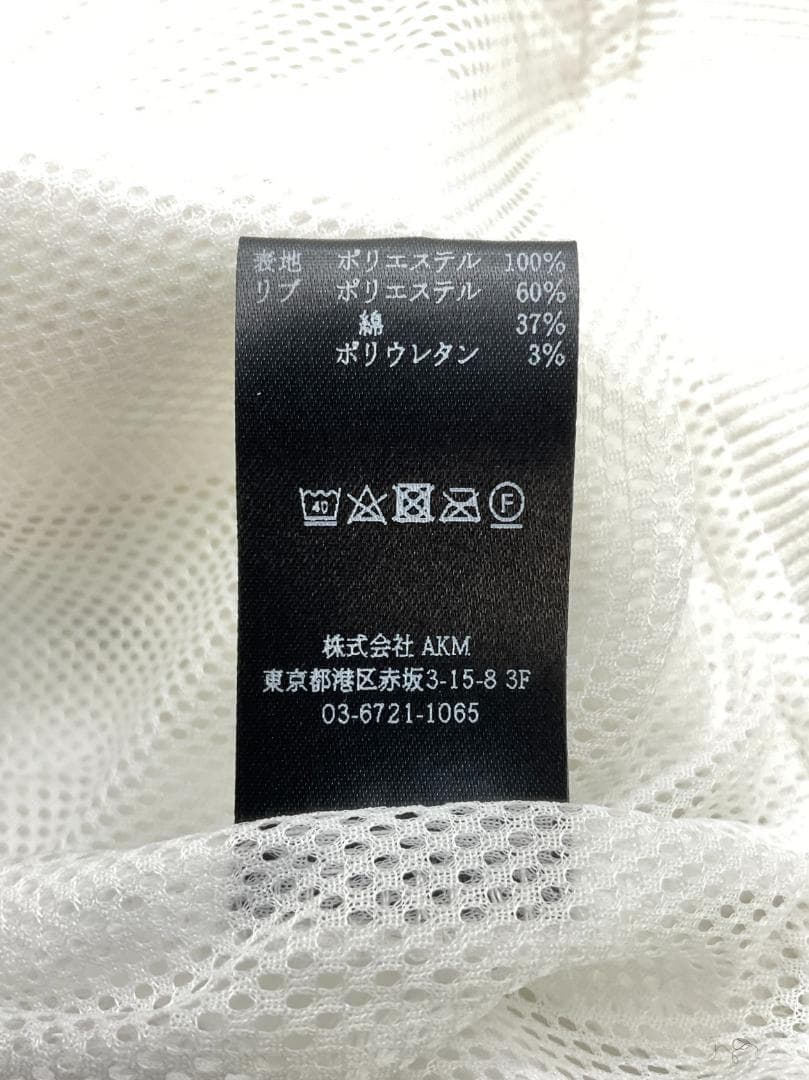 表地 ポリエステル 100%
リブ ポリエステル 60%
綿 37%
ポリウレタン 3%
40 F
株式会社 AKM
東京都港区赤坂3-15-8 3F
03-6721-1065